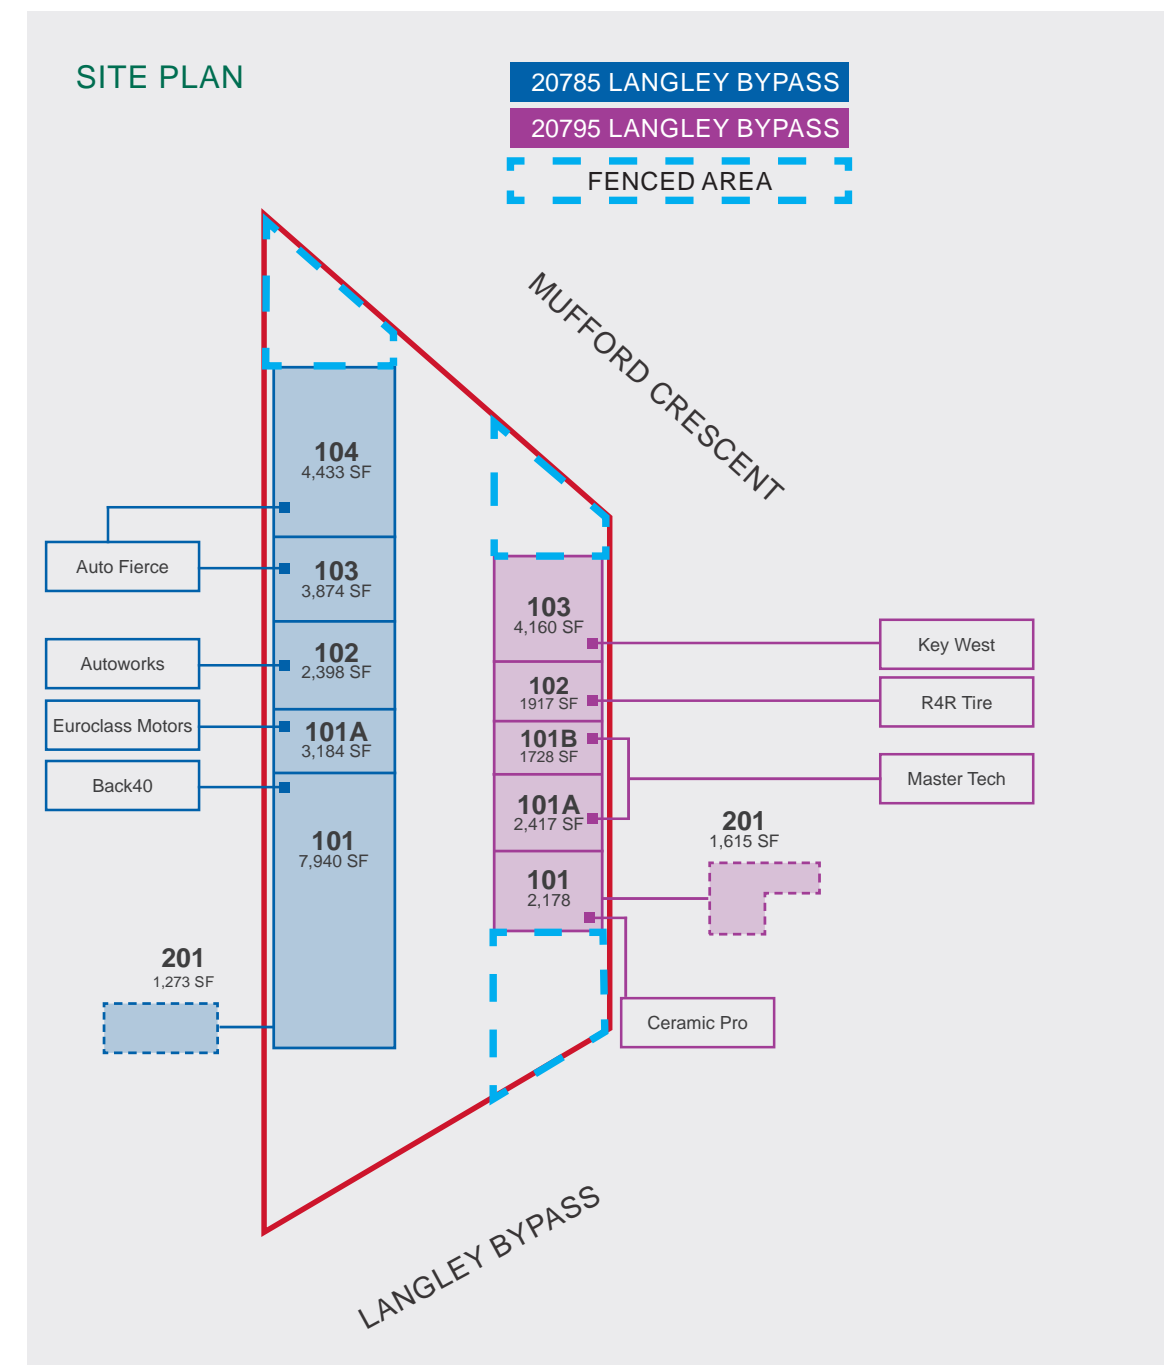 SITE PLAN
20785 LANGLEY BYPASS
20795 LANGLEY BYPASS
FENCED AREA
MUFFORD CRESCENT
104
4,433 SF
Auto Fierce
103
3,874 SF
Autoworks
102
2,398 SF
Euroclass Motors
101A
3,184 SF
Back40
101
7,940 SF
201
1,273 SF
103
4,160 SF
Key West
102
1917 SF
R4R Tire
101B
1728 SF
Master Tech
101A
2,417 SF
201
1,615 SF
101
2,178
Ceramic Pro
LANGLEY BYPASS